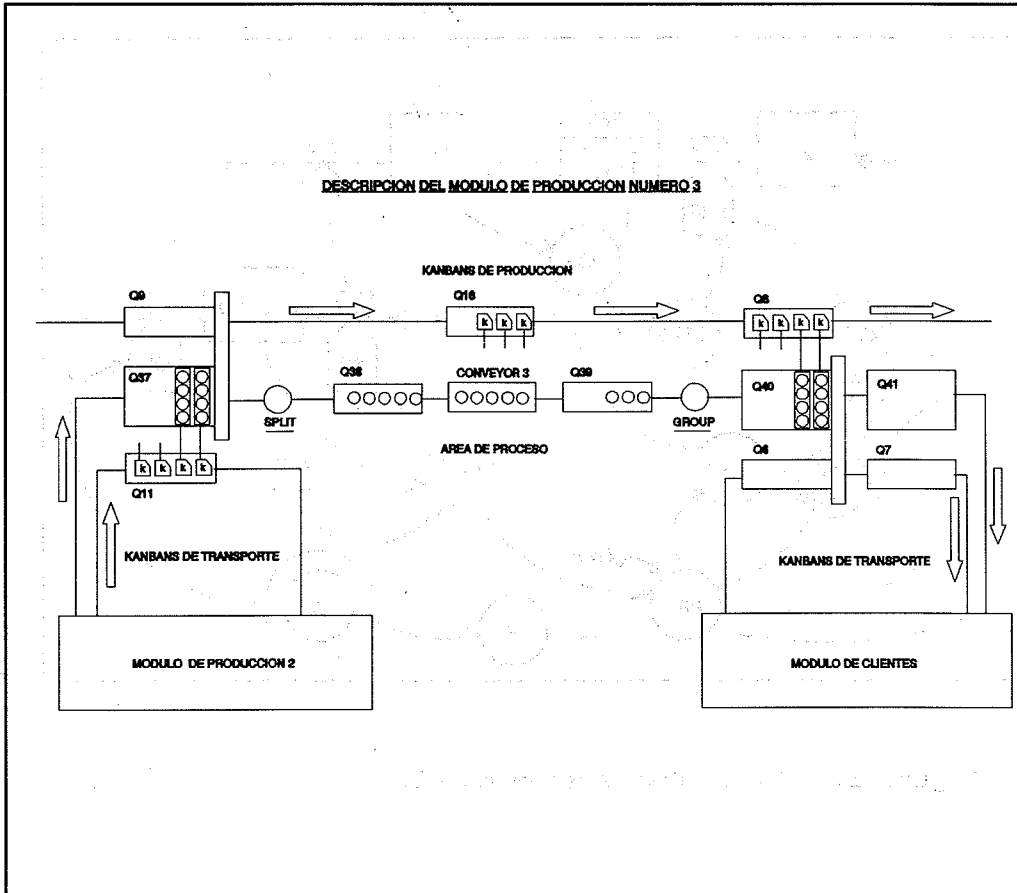 DESCRIPCION DEL MODULO DE PRODUCCION NUMERO 3
KANBANS DE PRODUCCION
Q9
Q16
Q8
k k k
k k k k
Q37
Q38
CONVEYOR 3
Q39
Q40
Q41
SPLIT
GROUP
AREA DE PROCESO
k k k k
Q11
Q6
Q7
KANBANS DE TRANSPORTE
KANBANS DE TRANSPORTE
MODULO DE PRODUCCION 2
MODULO DE CLIENTES